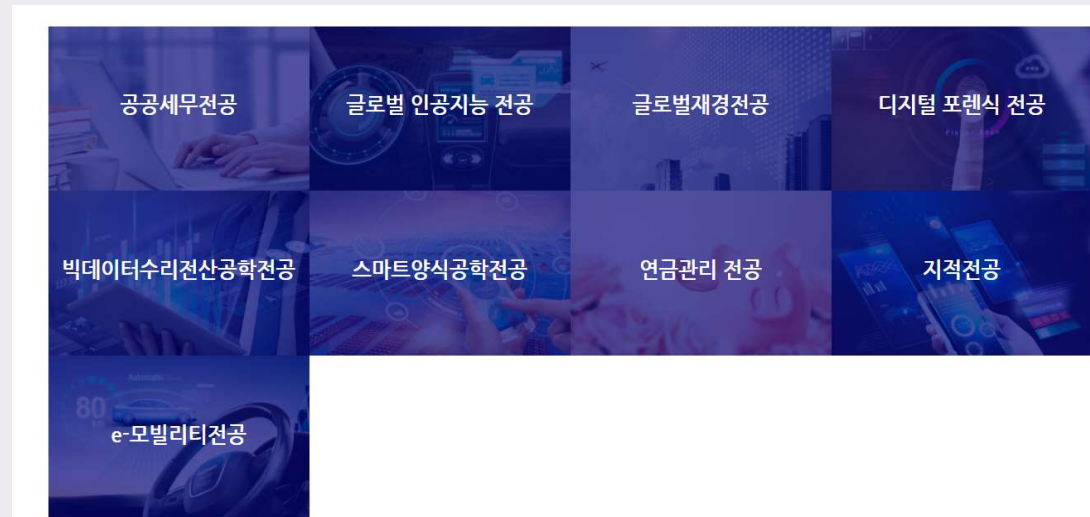 공공세무전공
글로벌 인공지능 전공
글로벌재경전공
디지털 포렌식 전공
빅데이터수리전산공학전공
스마트양식공학전공
연금관리 전공
지적전공
80
e-모빌리티전공